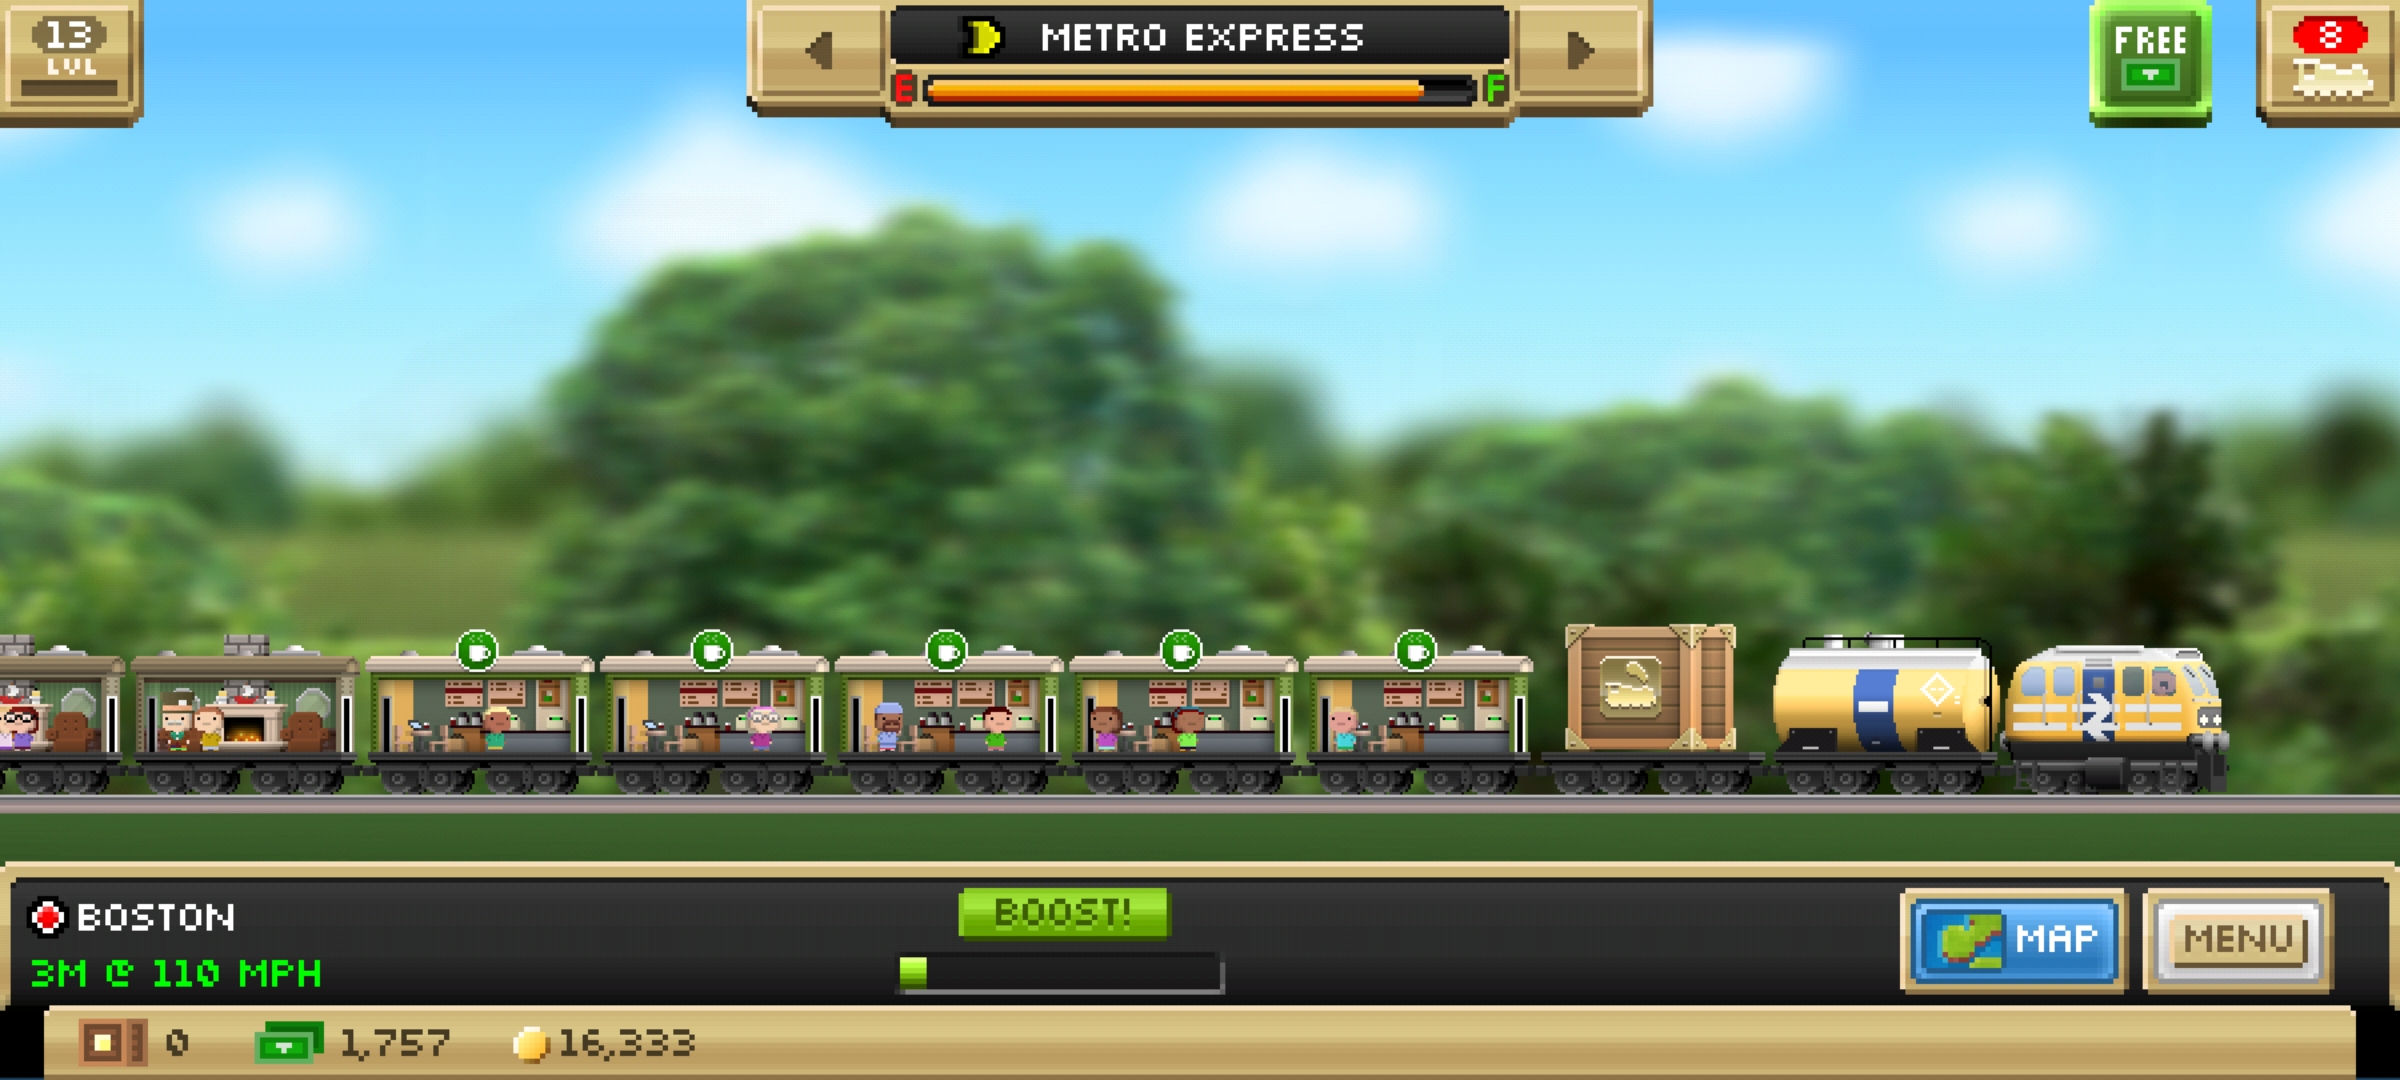 13
LVL
METRO EXPRESS
E F
FREE
8
BOSTON
3M @ 110 MPH
BOOST!
MAP
MENU
0 1,757 16,333